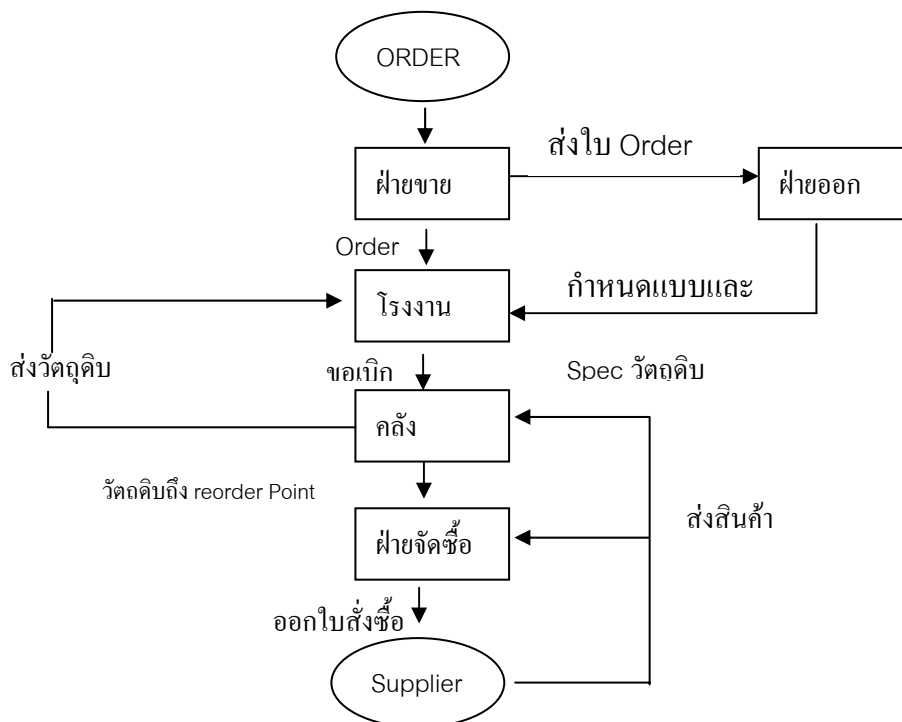 ORDER
ส่งใบ Order
ฝ่ายขาย
ฝ่ายออก
Order
โรงงาน
กำหนดแบบและ
ส่งวัตถุดิบ
ขอเบิก
Spec วัตถุดิบ
คลัง
วัตถุดิบถึง reorder Point
ฝ่ายจัดซื้อ
ส่งสินค้า
ออกใบสั่งซื้อ
Supplier